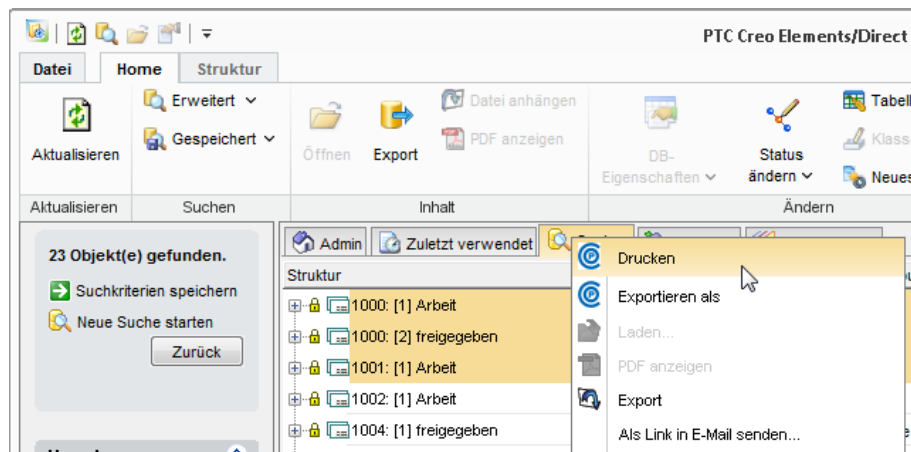 PTC Creo Elements/Direct
Datei Home Struktur
Aktualisieren
Erweitert
Gespeichert
Öffnen
Export
Datei anhängen
PDF anzeigen
DB-
Eigenschaften
Status
ändern
Neues
Aktualisieren Suchen Inhalt Ändern
23 Objekt(e) gefunden.
Suchkriterien speichern
Neue Suche starten
Zurück
Admin Zuletzt verwendet
Struktur
1000: [1] Arbeit
1000: [2] freigegeben
1001: [1] Arbeit
1002: [1] Arbeit
1004: [1] freigegeben
Drucken
Exportieren als
Laden...
PDF anzeigen
Export
Als Link in E-Mail senden...